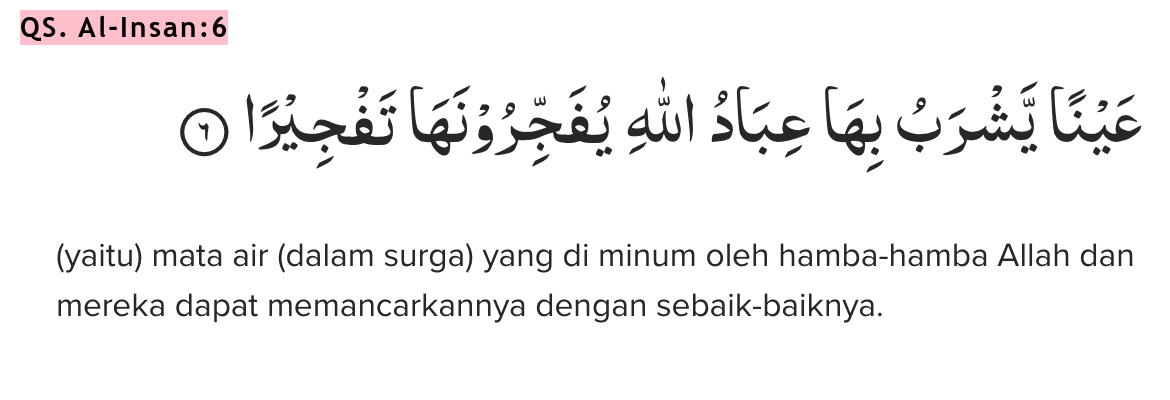 QS. Al-Insan:6
عَيْنًا يَّشْرَبُ بِهَا عِبَادُ اللّٰهِ يُفَجِّرُوْنَهَا تَفْجِيْرًا ٦
(yaitu) mata air (dalam surga) yang di minum oleh hamba-hamba Allah dan
mereka dapat memancarkannya dengan sebaik-baiknya.